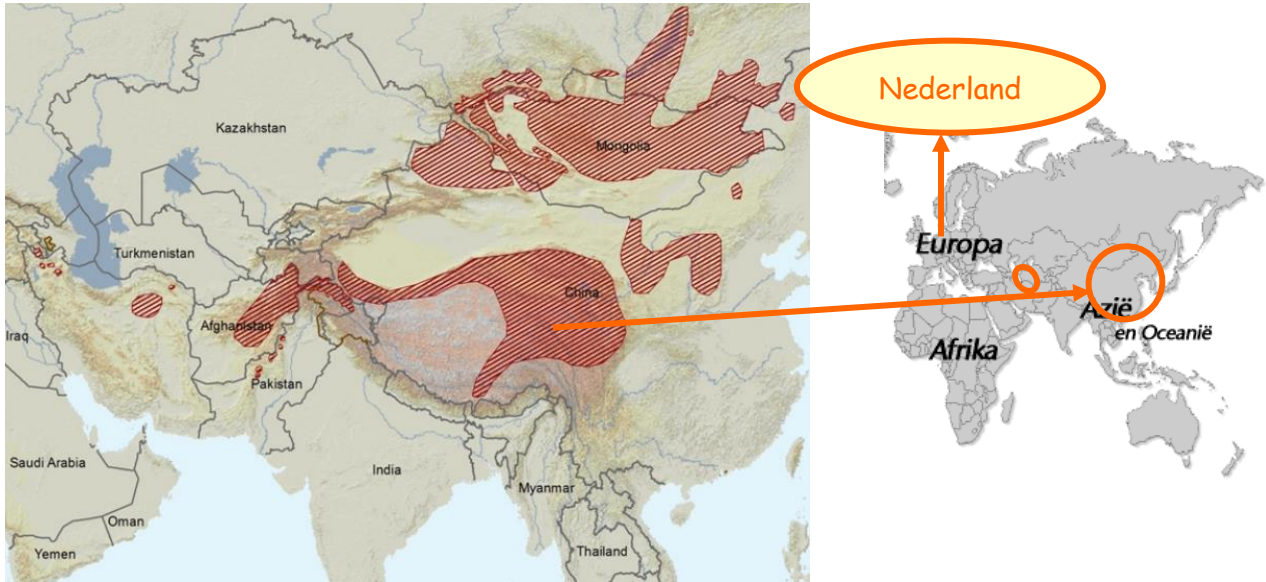 Kazakhstan
Mongolia
Turkmenistan
China
Afghanistan
Iraq
Pakistan
Saudi Arabia
India
Myanmar
Oman
Yemen
Thailand
Nederland
Europa
Azië
en Oceanië
Afrika